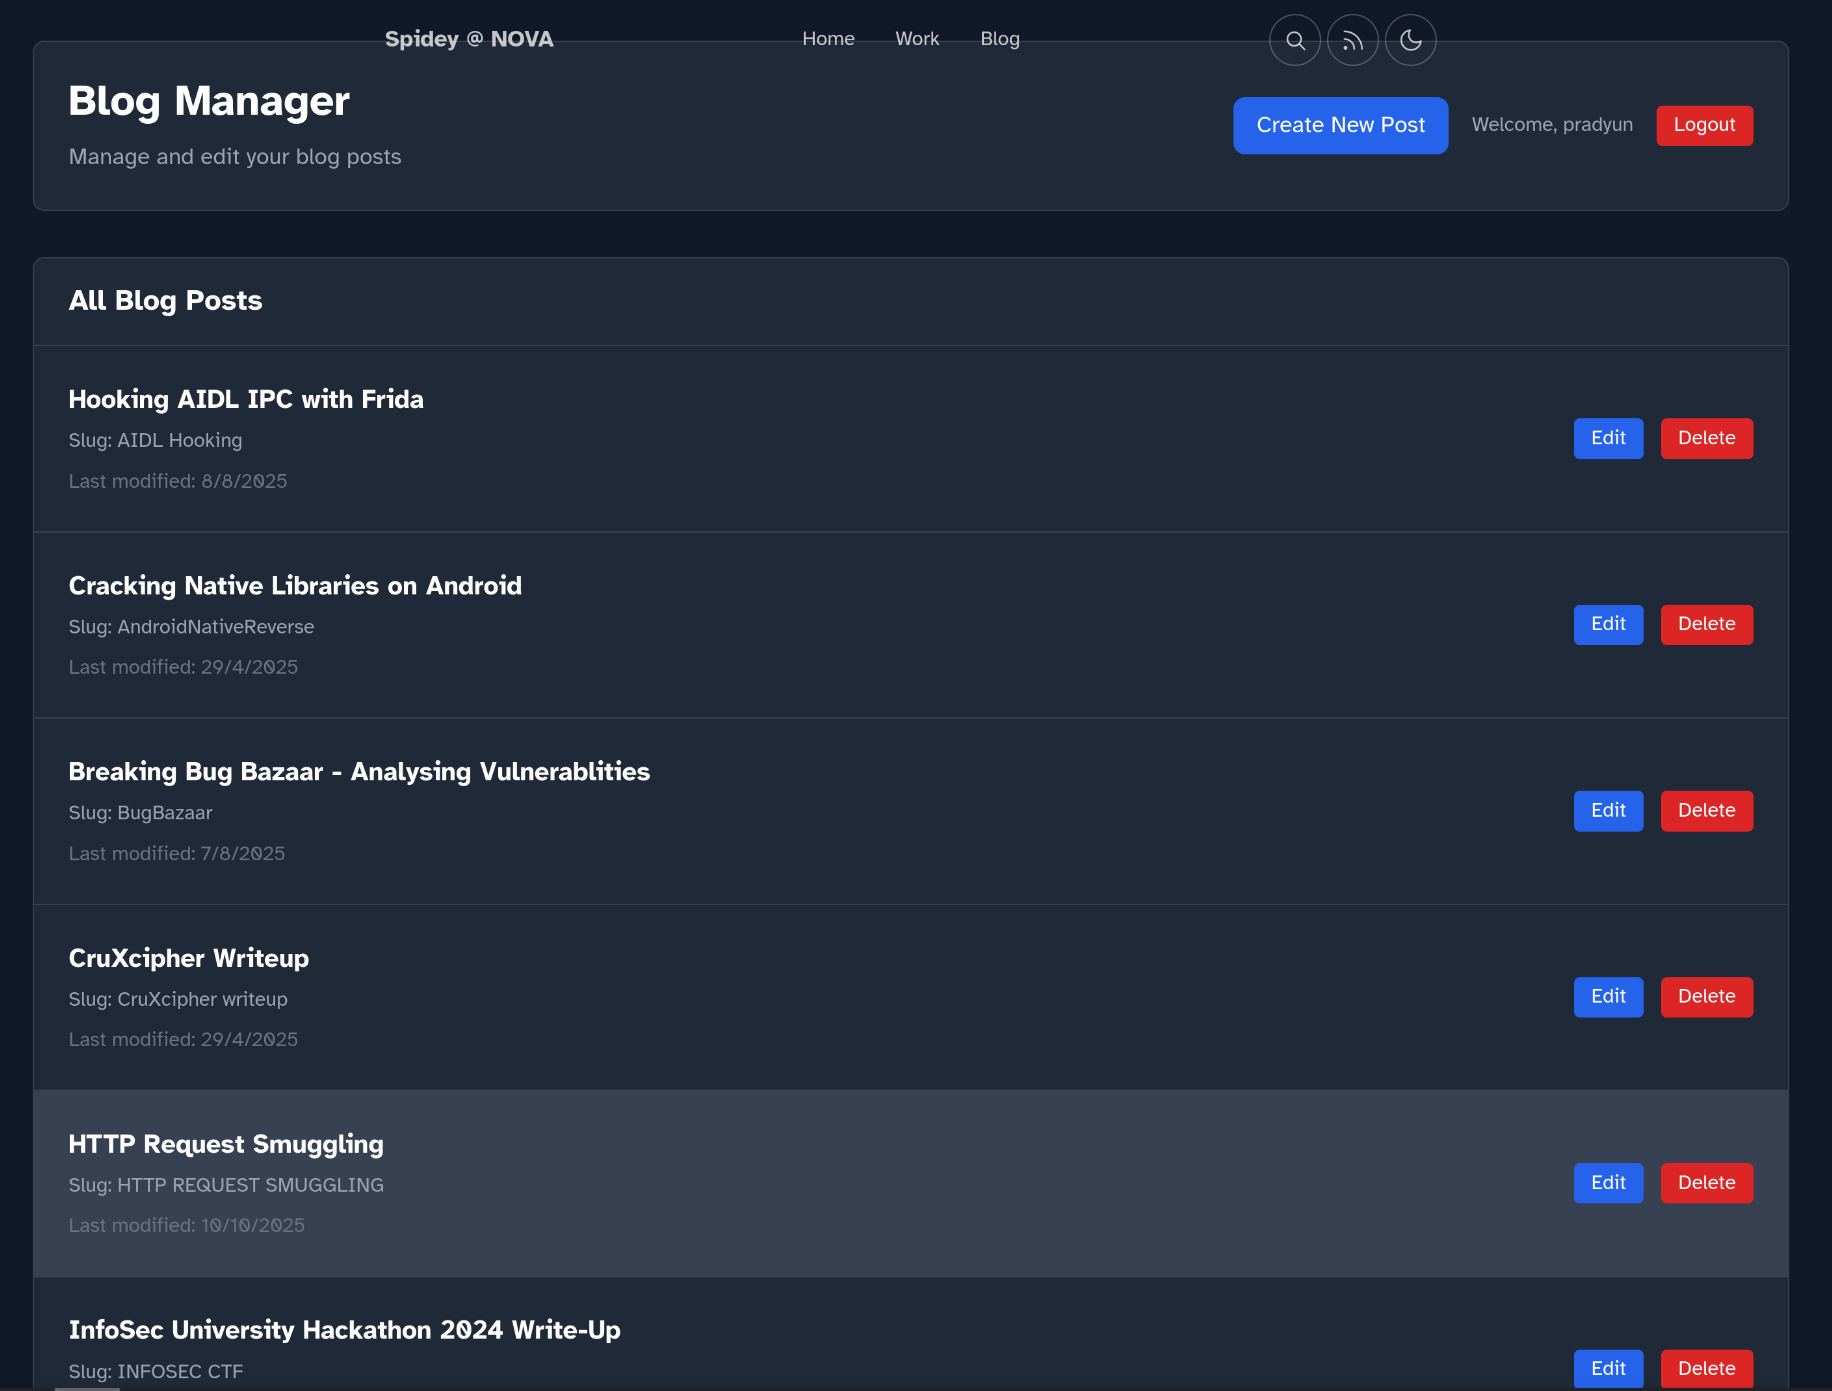 Spidey @ NOVA
Home
Work
Blog
Blog Manager
Manage and edit your blog posts
Create New Post
Welcome, pradyun
Logout
All Blog Posts
Hooking AIDL IPC with Frida
Slug: AIDL Hooking
Last modified: 8/8/2025
Edit
Delete
Cracking Native Libraries on Android
Slug: AndroidNativeReverse
Last modified: 29/4/2025
Edit
Delete
Breaking Bug Bazaar - Analysing Vulnerablities
Slug: BugBazaar
Last modified: 7/8/2025
Edit
Delete
CruXcipher Writeup
Slug: CruXcipher writeup
Last modified: 29/4/2025
Edit
Delete
HTTP Request Smuggling
Slug: HTTP REQUEST SMUGGLING
Last modified: 10/10/2025
Edit
Delete
InfoSec University Hackathon 2024 Write-Up
Slug: INFOSEC CTF
Edit
Delete